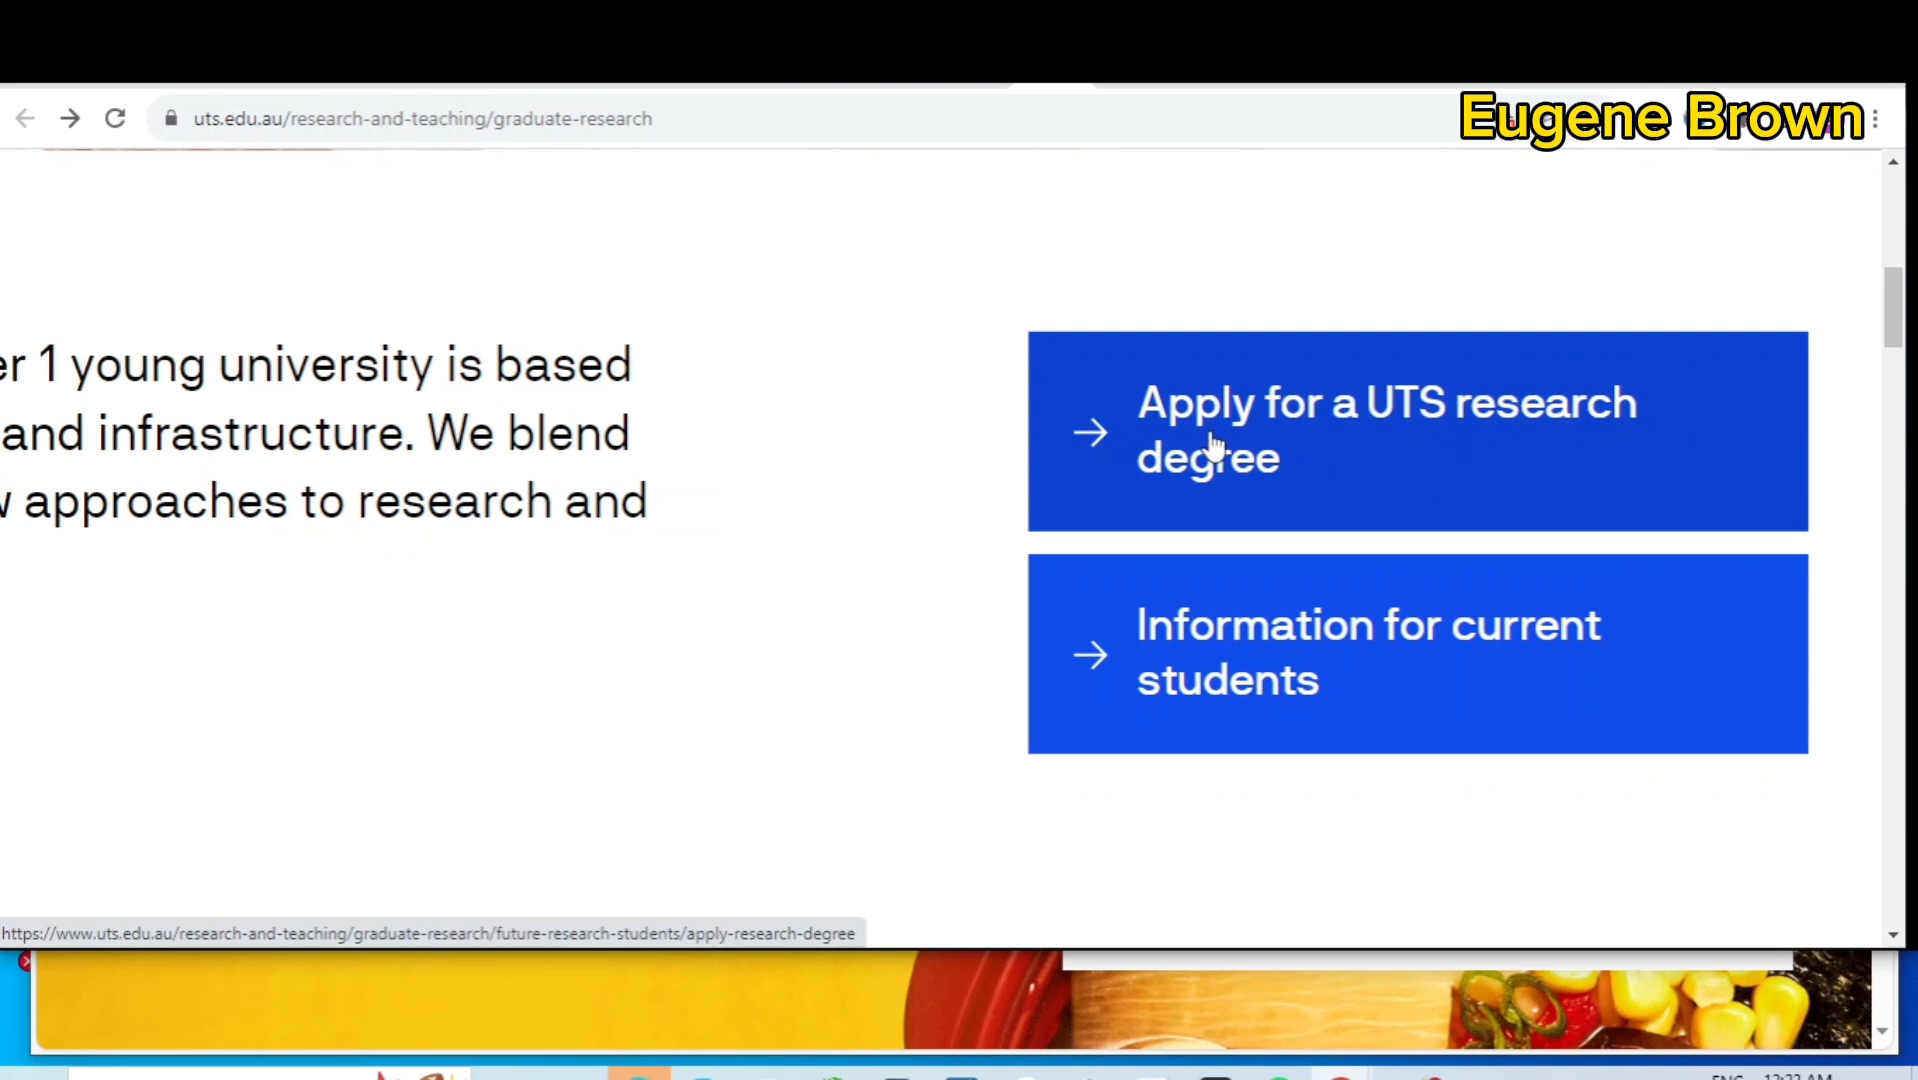 Eugene Brown
uts.edu.au/research-and-teaching/graduate-research
er 1 young university is based
and infrastructure. We blend
approaches to research and
Apply for a UTS research
degree
Information for current
students
https://www.uts.edu.au/research-and-teaching/graduate-research/future-research-students/apply-research-degree